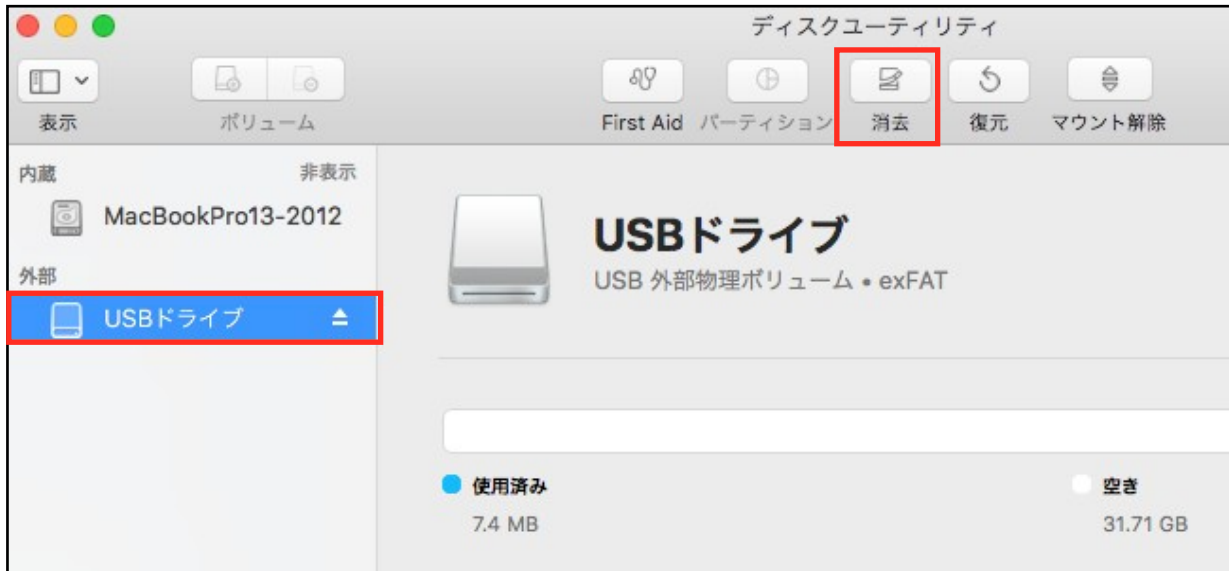 ディスクユーティリティ
表示 ボリューム First Aid パーティション 消去 復元 マウント解除
内蔵 非表示
MacBookPro13-2012
外部
USBドライブ
USBドライブ
USB 外部物理ボリューム • exFAT
使用済み 空き
7.4 MB 31.71 GB